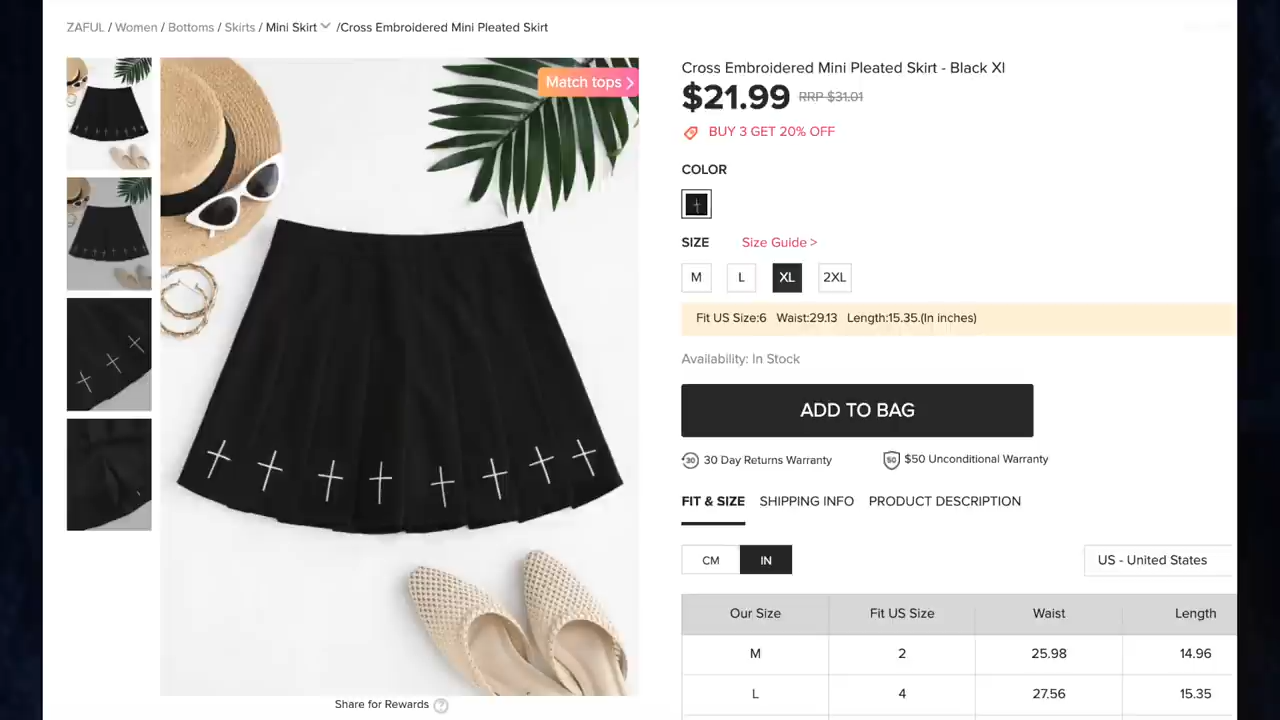 ZAFUL / Women / Bottoms / Skirts / Mini Skirt /Cross Embroidered Mini Pleated Skirt
Match tops >
Share for Rewards ?
Cross Embroidered Mini Pleated Skirt - Black Xl
$21.99 RRP $31.01
BUY 3 GET 20% OFF
COLOR
SIZE Size Guide >
M L XL 2XL
Fit US Size:6 Waist:29.13 Length:15.35.(In inches)
Availability: In Stock
ADD TO BAG
30 30 Day Returns Warranty 50 $50 Unconditional Warranty
FIT & SIZE SHIPPING INFO PRODUCT DESCRIPTION
CM IN US - United States
Our Size Fit US Size Waist Length
M 2 25.98 14.96
L 4 27.56 15.35